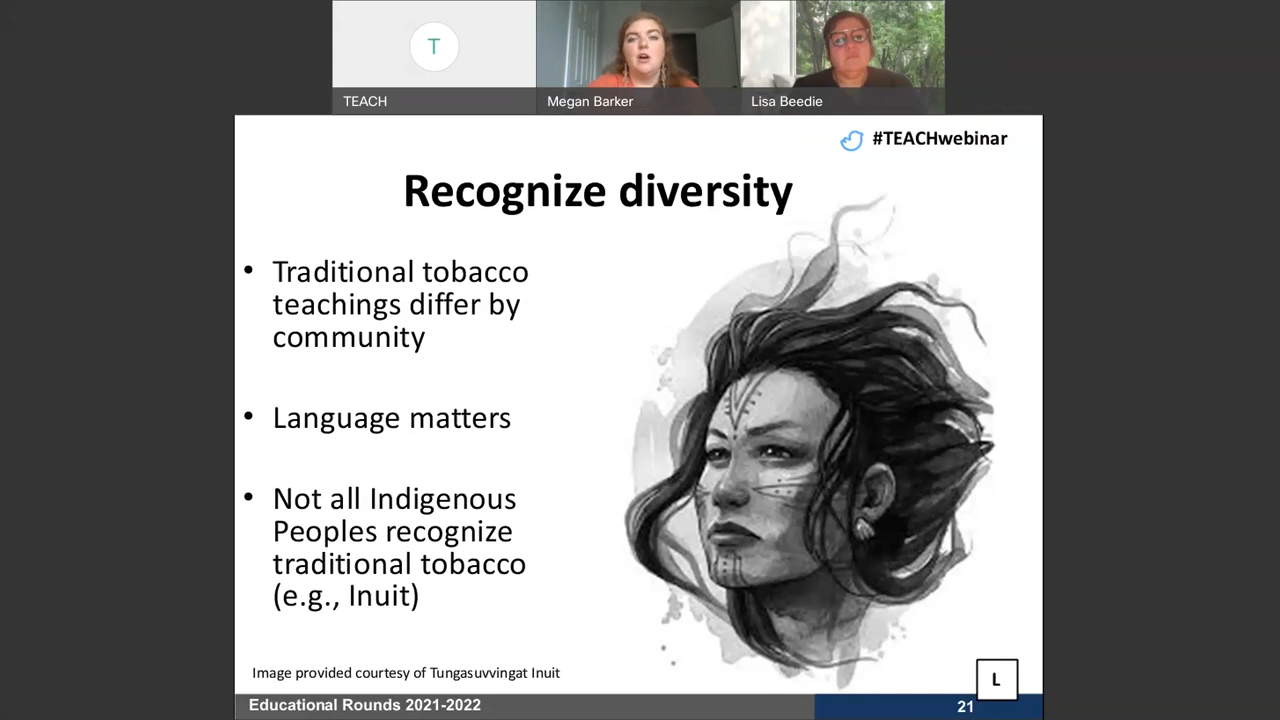 T
TEACH
Megan Barker
Lisa Beedie
#TEACHwebinar
Recognize diversity
• Traditional tobacco
teachings differ by
community
• Language matters
• Not all Indigenous
Peoples recognize
traditional tobacco
(e.g., Inuit)
Image provided courtesy of Tungasuvvingat Inuit
L
Educational Rounds 2021-2022
21